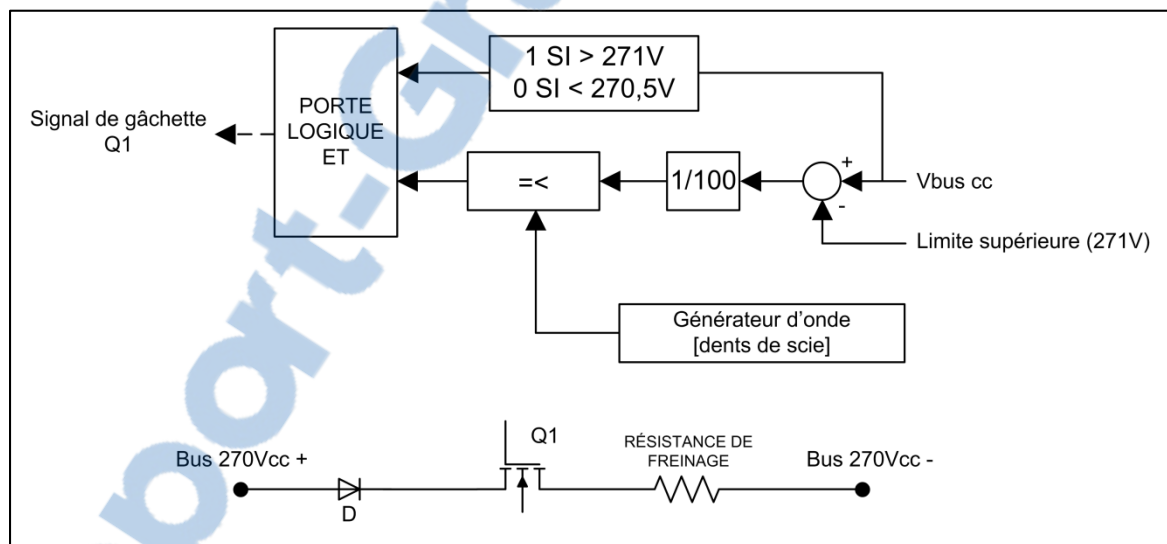 1 SI > 271V
0 SI < 270,5V
PORTE
LOGIQUE
ET
Signal de gâchette
Q1
=<
1/100
+
-
Vbus cc
Limite supérieure (271V)
Générateur d'onde
[dents de scie]
Bus 270Vcc +
D
Q1
RÉSISTANCE DE
FREINAGE
Bus 270Vcc -